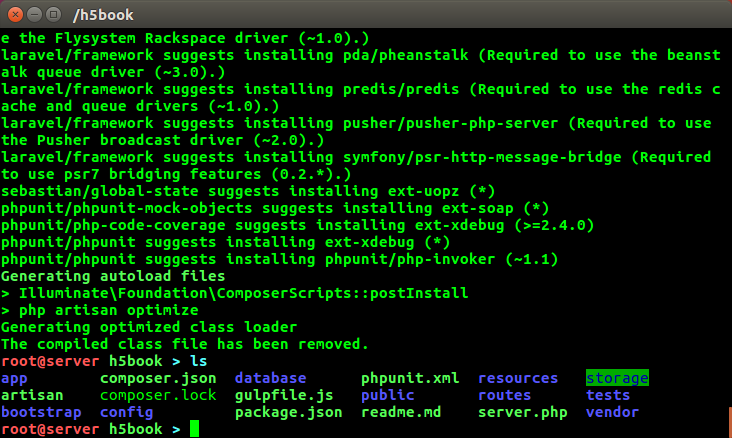 /h5book
e the Flysystem Rackspace driver (~1.0).)
laravel/framework suggests installing pda/pheanstalk (Required to use the beanst
alk queue driver (~3.0).)
laravel/framework suggests installing predis/predis (Required to use the redis c
ache and queue drivers (~1.0).)
laravel/framework suggests installing pusher/pusher-php-server (Required to use
the Pusher broadcast driver (~2.0).)
laravel/framework suggests installing symfony/psr-http-message-bridge (Required
to use psr7 bridging features (0.2.*).)
sebastian/global-state suggests installing ext-uopz (*)
phpunit/phpunit-mock-objects suggests installing ext-soap (*)
phpunit/php-code-coverage suggests installing ext-xdebug (>=2.4.0)
phpunit/phpunit suggests installing ext-xdebug (*)
phpunit/phpunit suggests installing phpunit/php-invoker (~1.1)
Generating autoload files
> Illuminate\Foundation\ComposerScripts::postInstall
> php artisan optimize
Generating optimized class loader
The compiled class file has been removed.
root@server h5book > ls
app composer.json database phpunit.xml resources storage
artisan composer.lock gulpfile.js public routes tests
bootstrap config package.json readme.md server.php vendor
root@server h5book >